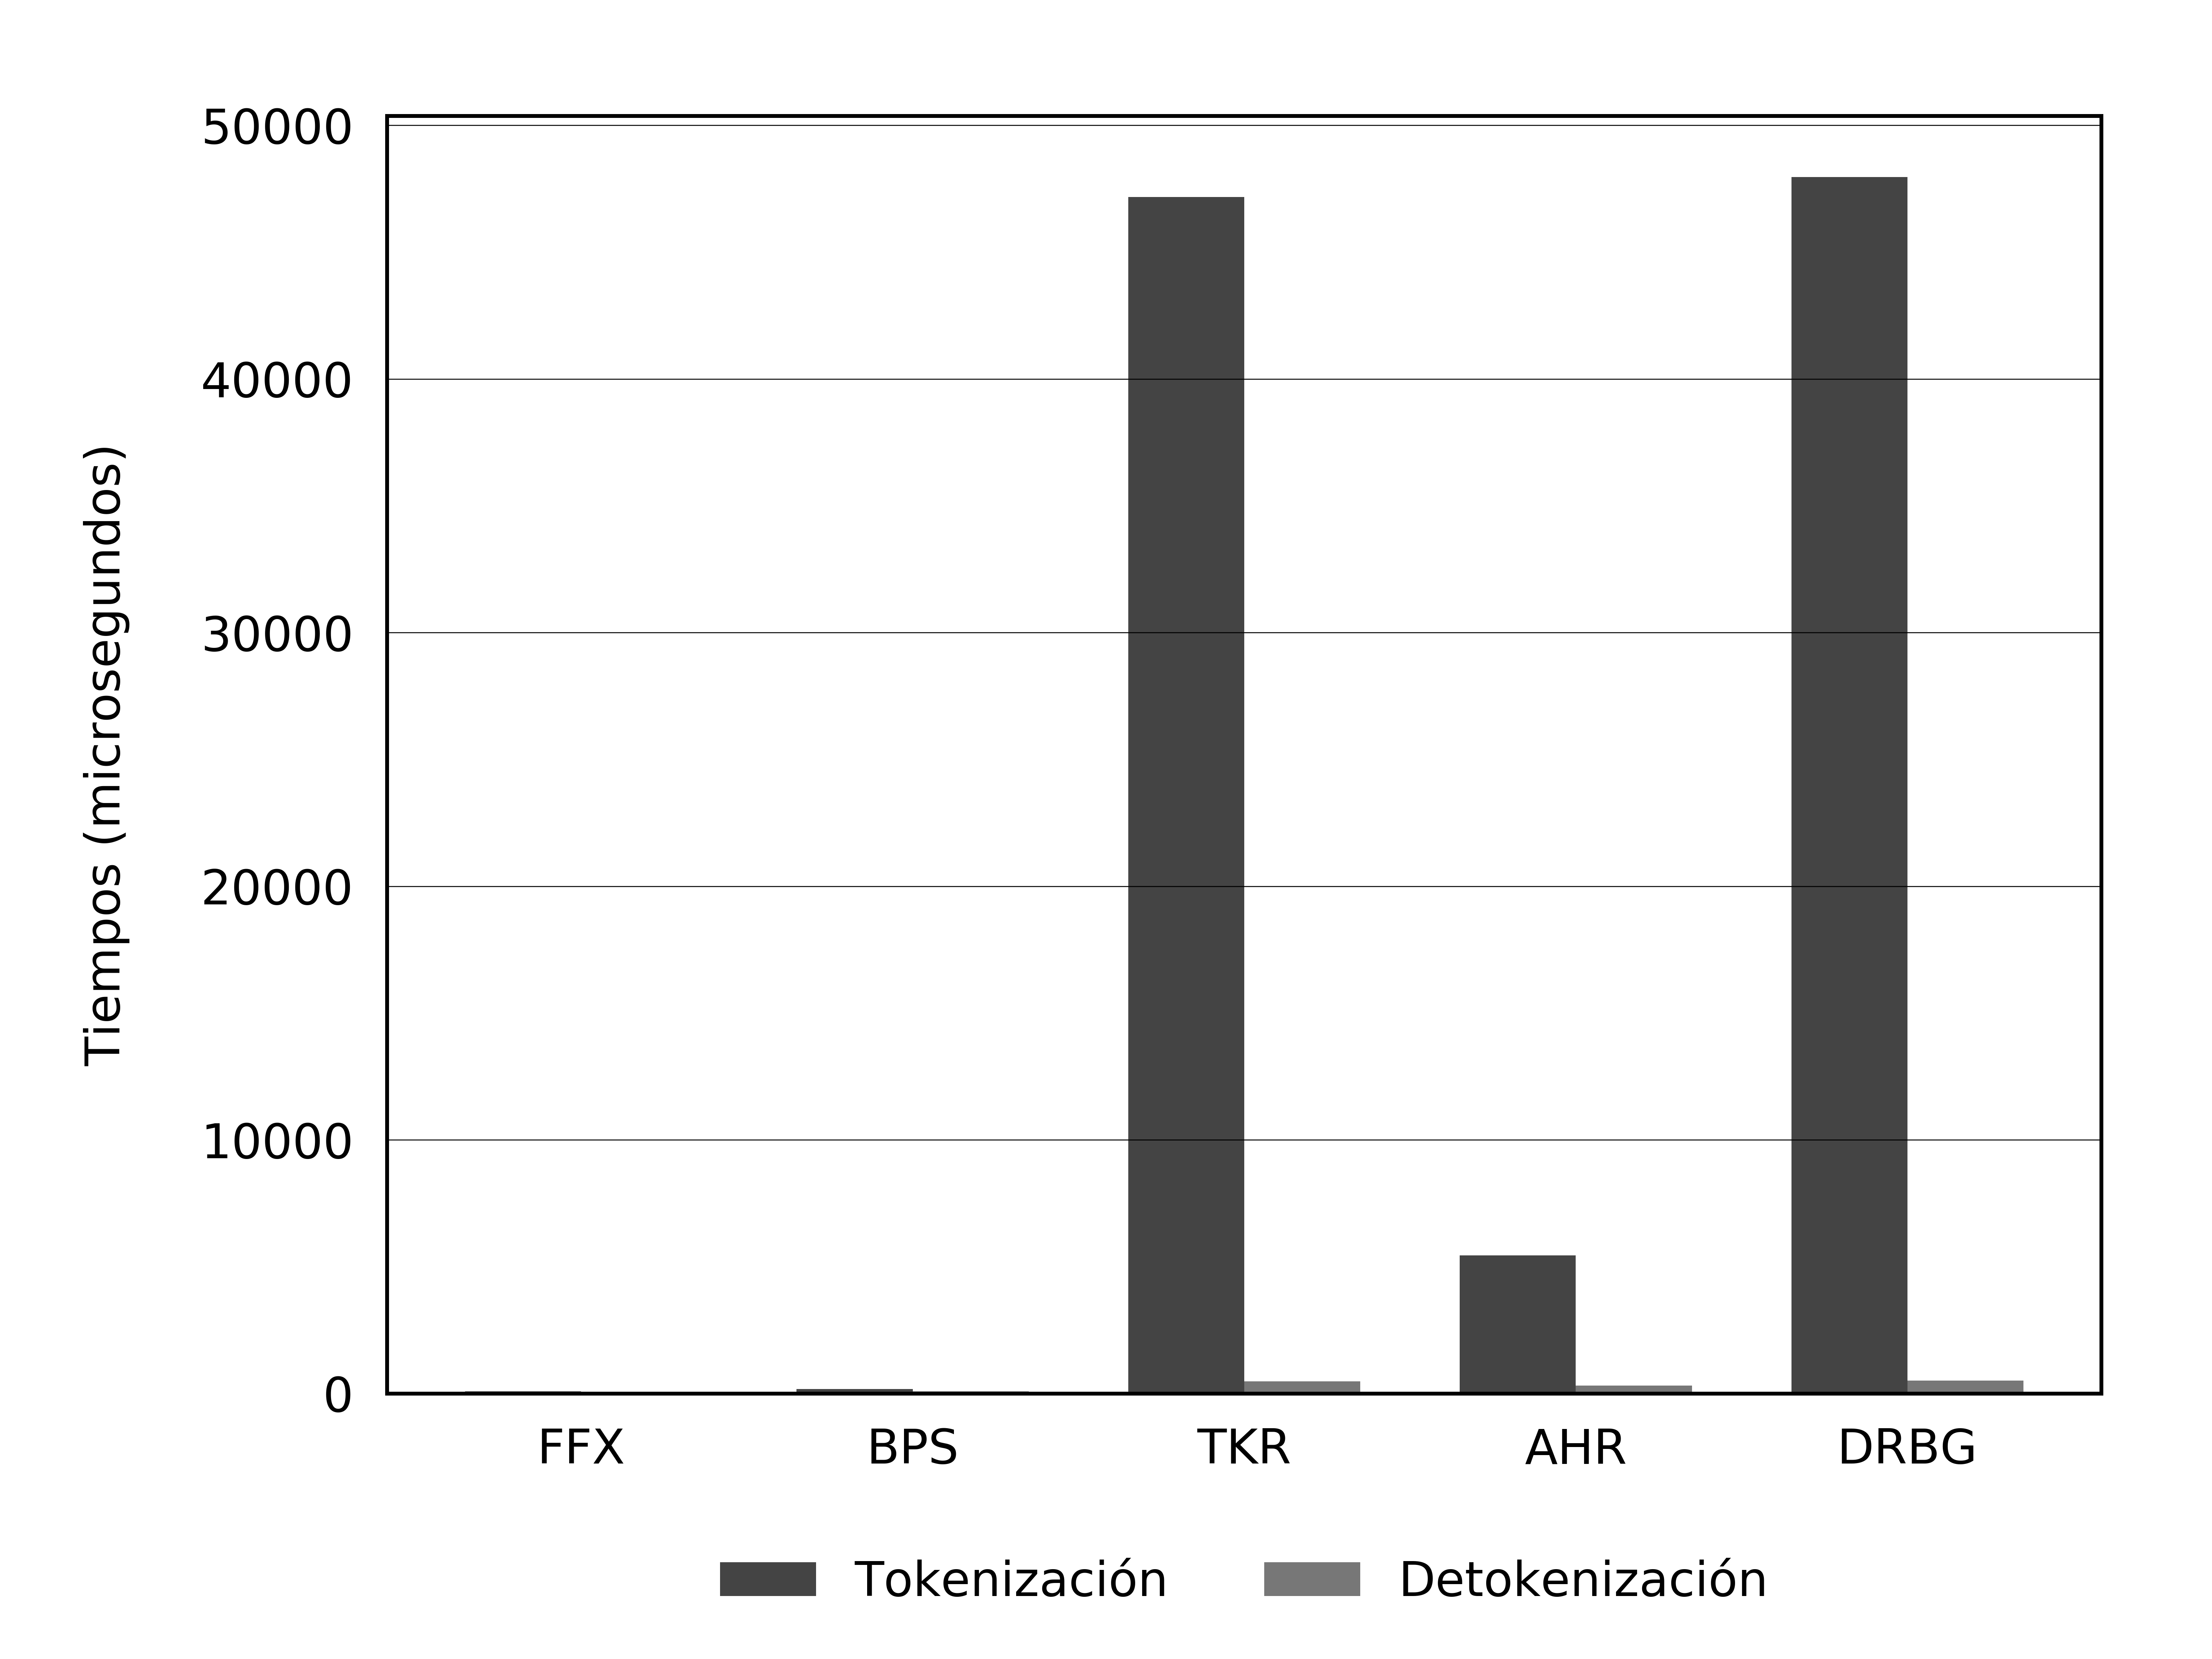 Tiempos (microsegundos)
50000
40000
30000
20000
10000
0
FFX BPS TKR AHR DRBG
Tokenización Detokenización